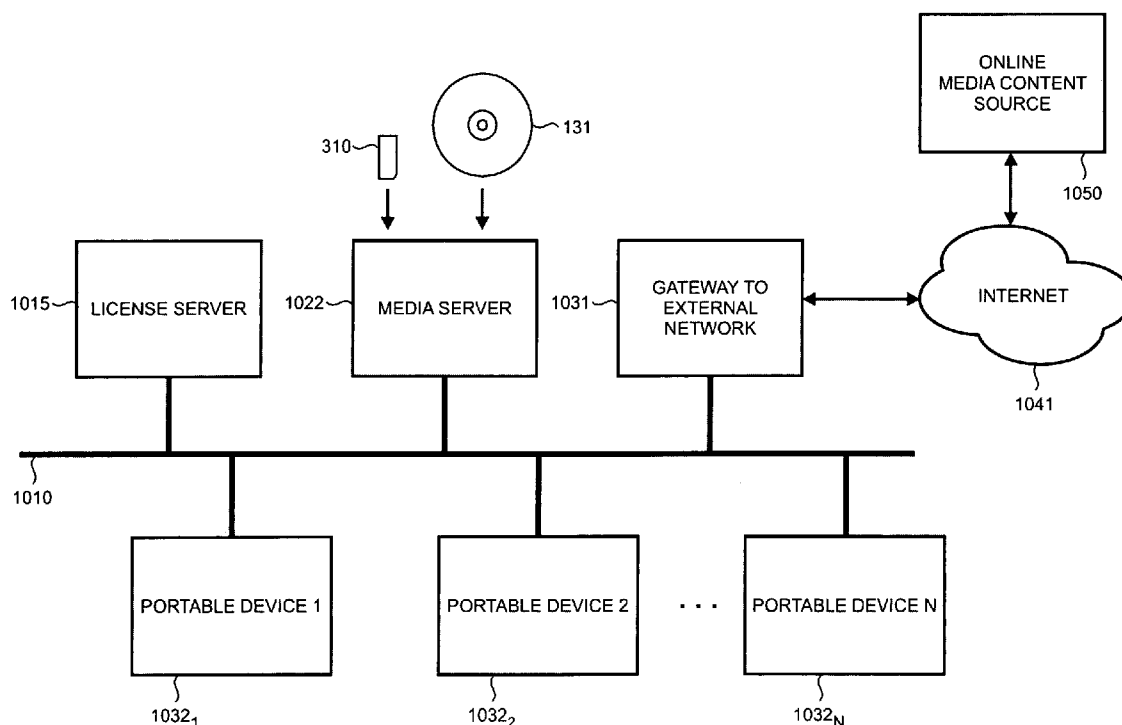 ONLINE
MEDIA CONTENT
SOURCE
1050
310
131
1015
LICENSE SERVER
1022
MEDIA SERVER
1031
GATEWAY TO
EXTERNAL
NETWORK
INTERNET
1041
1010
PORTABLE DEVICE 1
PORTABLE DEVICE 2
. . .
PORTABLE DEVICE N
1032₁
1032₂
1032N